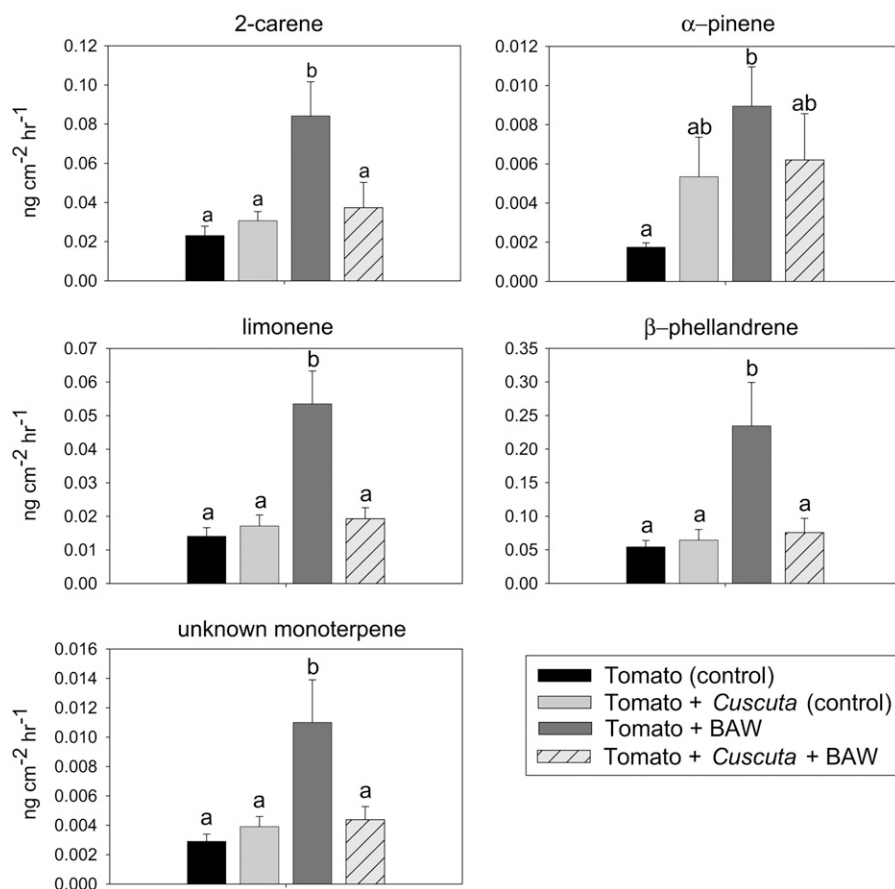 2-carene
0.12
0.10
0.08
0.06
0.04
0.02
0.00
ng cm-2 hr-1
a
a
b
a
α–pinene
0.012
0.010
0.008
0.006
0.004
0.002
0.000
a
ab
b
ab
limonene
0.07
0.06
0.05
0.04
0.03
0.02
0.01
0.00
ng cm-2 hr-1
a
a
b
a
β–phellandrene
0.35
0.30
0.25
0.20
0.15
0.10
0.05
0.00
a
a
b
a
unknown monoterpene
0.016
0.014
0.012
0.010
0.008
0.006
0.004
0.002
0.000
ng cm-2 hr-1
a
a
b
a
Tomato (control)
Tomato + Cuscuta (control)
Tomato + BAW
Tomato + Cuscuta + BAW